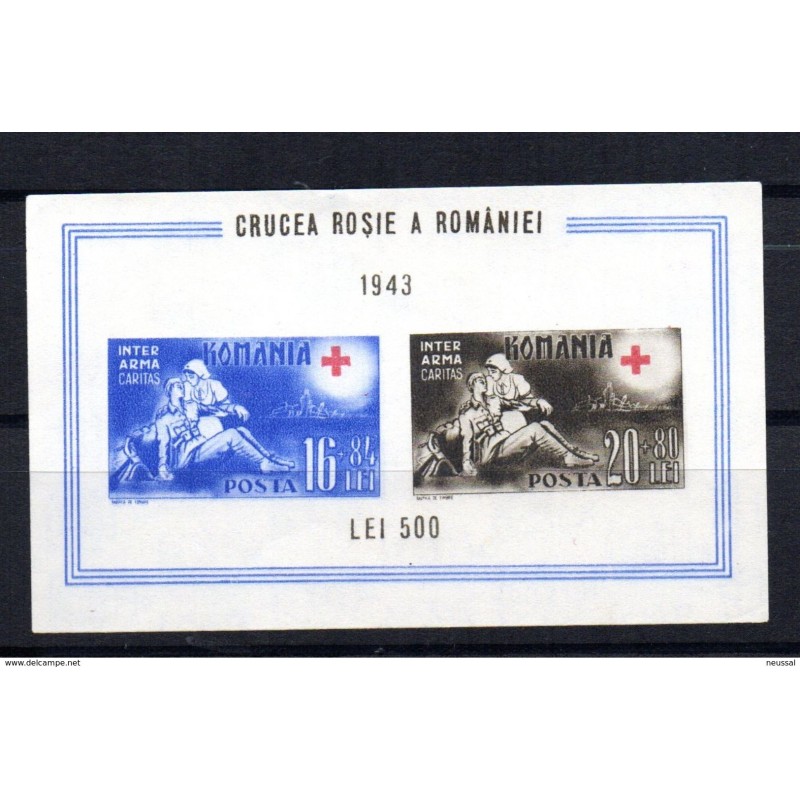 CRUCEA ROȘIE A ROMÂNIEI
1943
INTER
ARMA
CARITAS
ROMANIA
16+84
LEI
POSTA
INTER
ARMA
CARITAS
ROMANIA
20+80
LEI
POSTA
LEI 500
www.delcampe.net
neussal